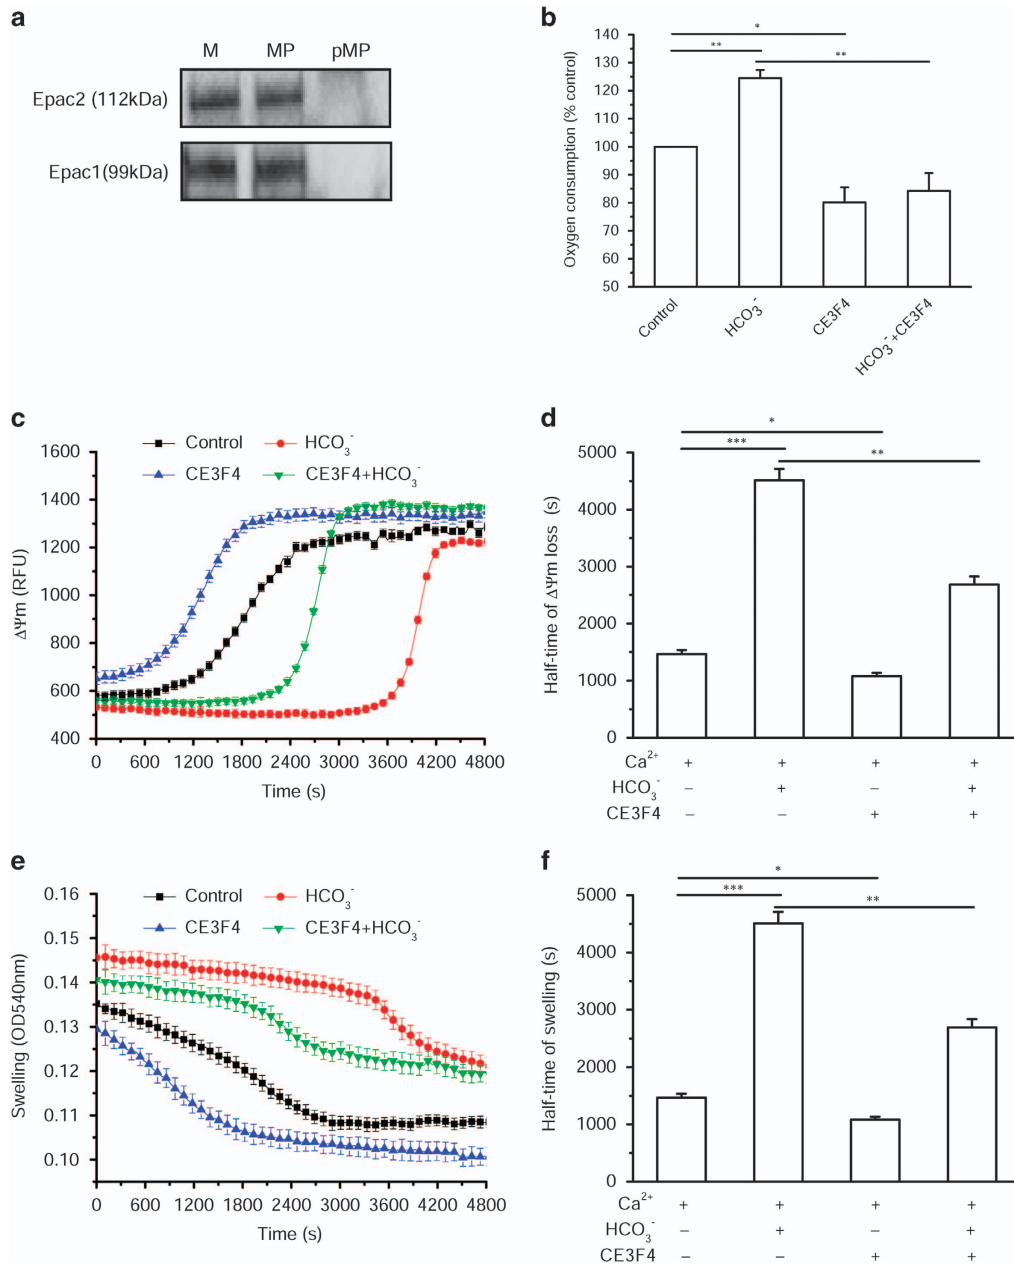 a
M MP pMP
Epac2 (112kDa)
Epac1(99kDa)
b
Oxygen consumption (% control)
140
130
120
110
100
90
80
70
60
50
*
**
**
Control
HCO3-
CE3F4
HCO3-+CE3F4
c
Control
HCO3-
CE3F4
CE3F4+HCO3-
ΔΨm (RFU)
1600
1400
1200
1000
800
600
400
0 600 1200 1800 2400 3000 3600 4200 4800
Time (s)
d
Half-time of ΔΨm loss (s)
5000
4000
3000
2000
1000
0
*
***
**
Ca2+ + + + +
HCO3- – + – +
CE3F4 – – + +
e
Control
HCO3-
CE3F4
CE3F4+HCO3-
Swelling (OD540nm)
0.16
0.15
0.14
0.13
0.12
0.11
0.10
0 600 1200 1800 2400 3000 3600 4200 4800
Time (s)
f
Half-time of swelling (s)
5000
4000
3000
2000
1000
0
*
***
**
Ca2+ + + + +
HCO3- – + – +
CE3F4 – – + +